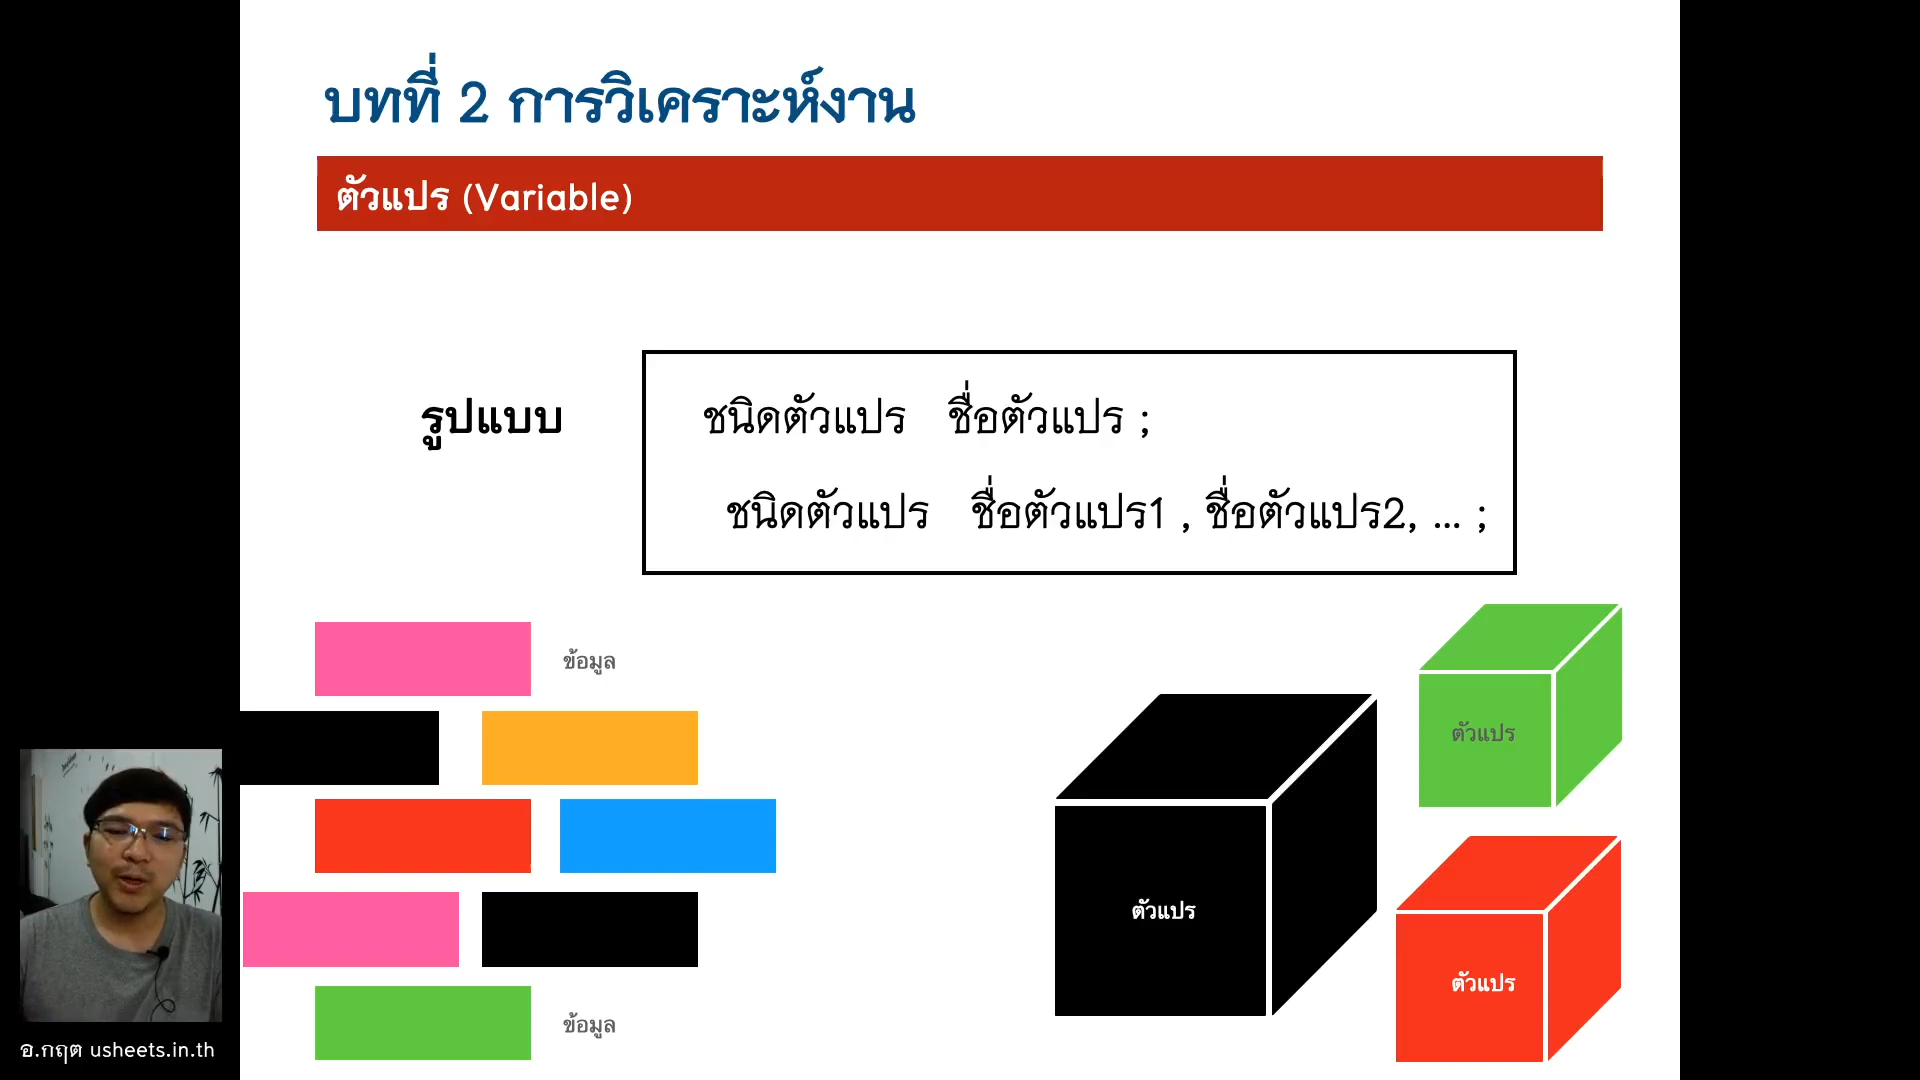 บทที่ 2 การวิเคราะห์งาน
ตัวแปร (Variable)
รูปแบบ
ชนิดตัวแปร ชื่อตัวแปร ;
ชนิดตัวแปร ชื่อตัวแปร1 , ชื่อตัวแปร2, ... ;
ข้อมูล
ตัวแปร
ตัวแปร
ตัวแปร
ข้อมูล
อ.กฤต usheets.in.th